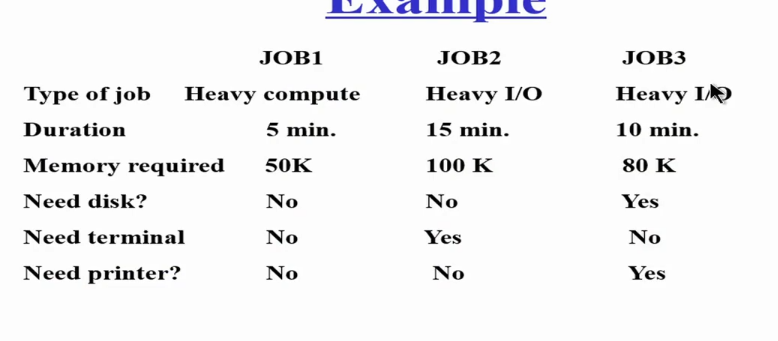 Example
JOB1 JOB2 JOB3
Type of job Heavy compute Heavy I/O Heavy I/O
Duration 5 min. 15 min. 10 min.
Memory required 50K 100 K 80 K
Need disk? No No Yes
Need terminal No Yes No
Need printer? No No Yes